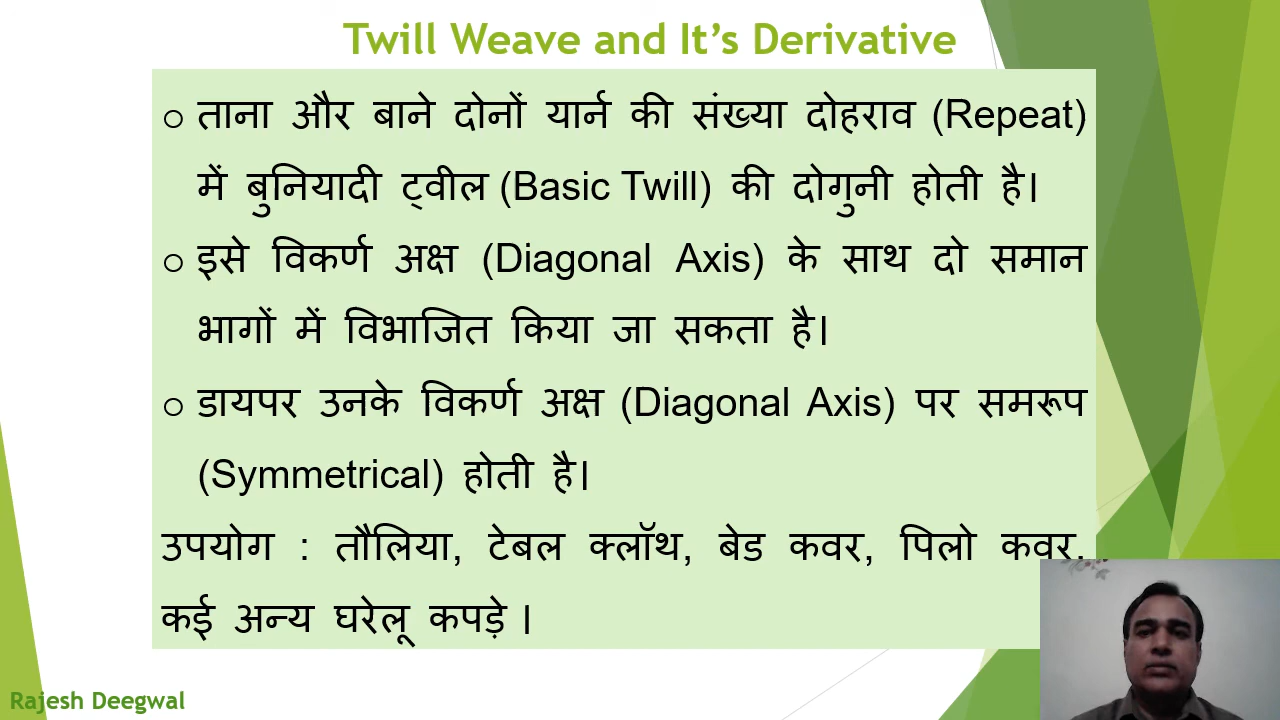 Twill Weave and It's Derivative
○ ताना और बाने दोनों यार्न की संख्या दोहराव (Repeat)
में बुनियादी ट्वील (Basic Twill) की दोगुनी होती है।
○ इसे विकर्ण अक्ष (Diagonal Axis) के साथ दो समान
भागों में विभाजित किया जा सकता है।
○ डायपर उनके विकर्ण अक्ष (Diagonal Axis) पर समरूप
(Symmetrical) होती है।
उपयोग : तौलिया, टेबल क्लॉथ, बेड कवर, पिलो कवर,
कई अन्य घरेलू कपड़े ।
Rajesh Deegwal